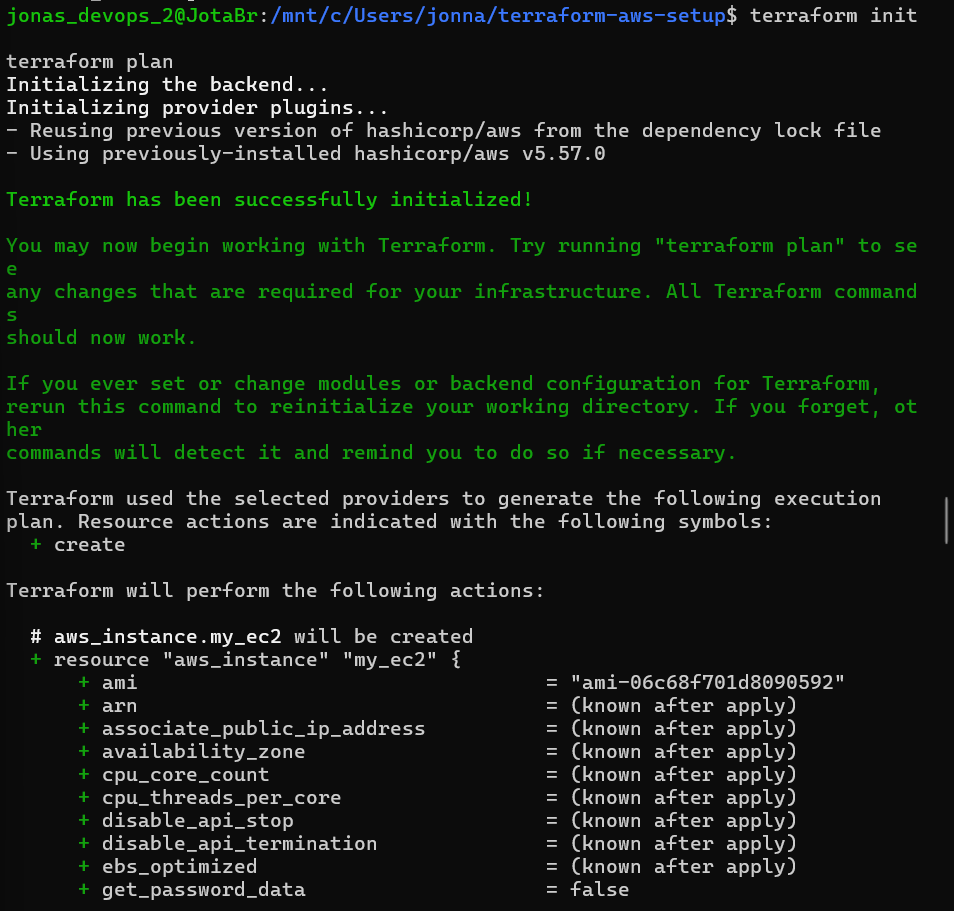 jonas_devops_2@JotaBr:/mnt/c/Users/jonna/terraform-aws-setup$ terraform init
terraform plan
Initializing the backend...
Initializing provider plugins...
- Reusing previous version of hashicorp/aws from the dependency lock file
- Using previously-installed hashicorp/aws v5.57.0
Terraform has been successfully initialized!
You may now begin working with Terraform. Try running "terraform plan" to se
e
any changes that are required for your infrastructure. All Terraform command
s
should now work.
If you ever set or change modules or backend configuration for Terraform,
rerun this command to reinitialize your working directory. If you forget, ot
her
commands will detect it and remind you to do so if necessary.
Terraform used the selected providers to generate the following execution
plan. Resource actions are indicated with the following symbols:
  + create
Terraform will perform the following actions:
  # aws_instance.my_ec2 will be created
  + resource "aws_instance" "my_ec2" {
      + ami                                  = "ami-06c68f701d8090592"
      + arn                                  = (known after apply)
      + associate_public_ip_address          = (known after apply)
      + availability_zone                    = (known after apply)
      + cpu_core_count                       = (known after apply)
      + cpu_threads_per_core                 = (known after apply)
      + disable_api_stop                     = (known after apply)
      + disable_api_termination              = (known after apply)
      + ebs_optimized                        = (known after apply)
      + get_password_data                    = false